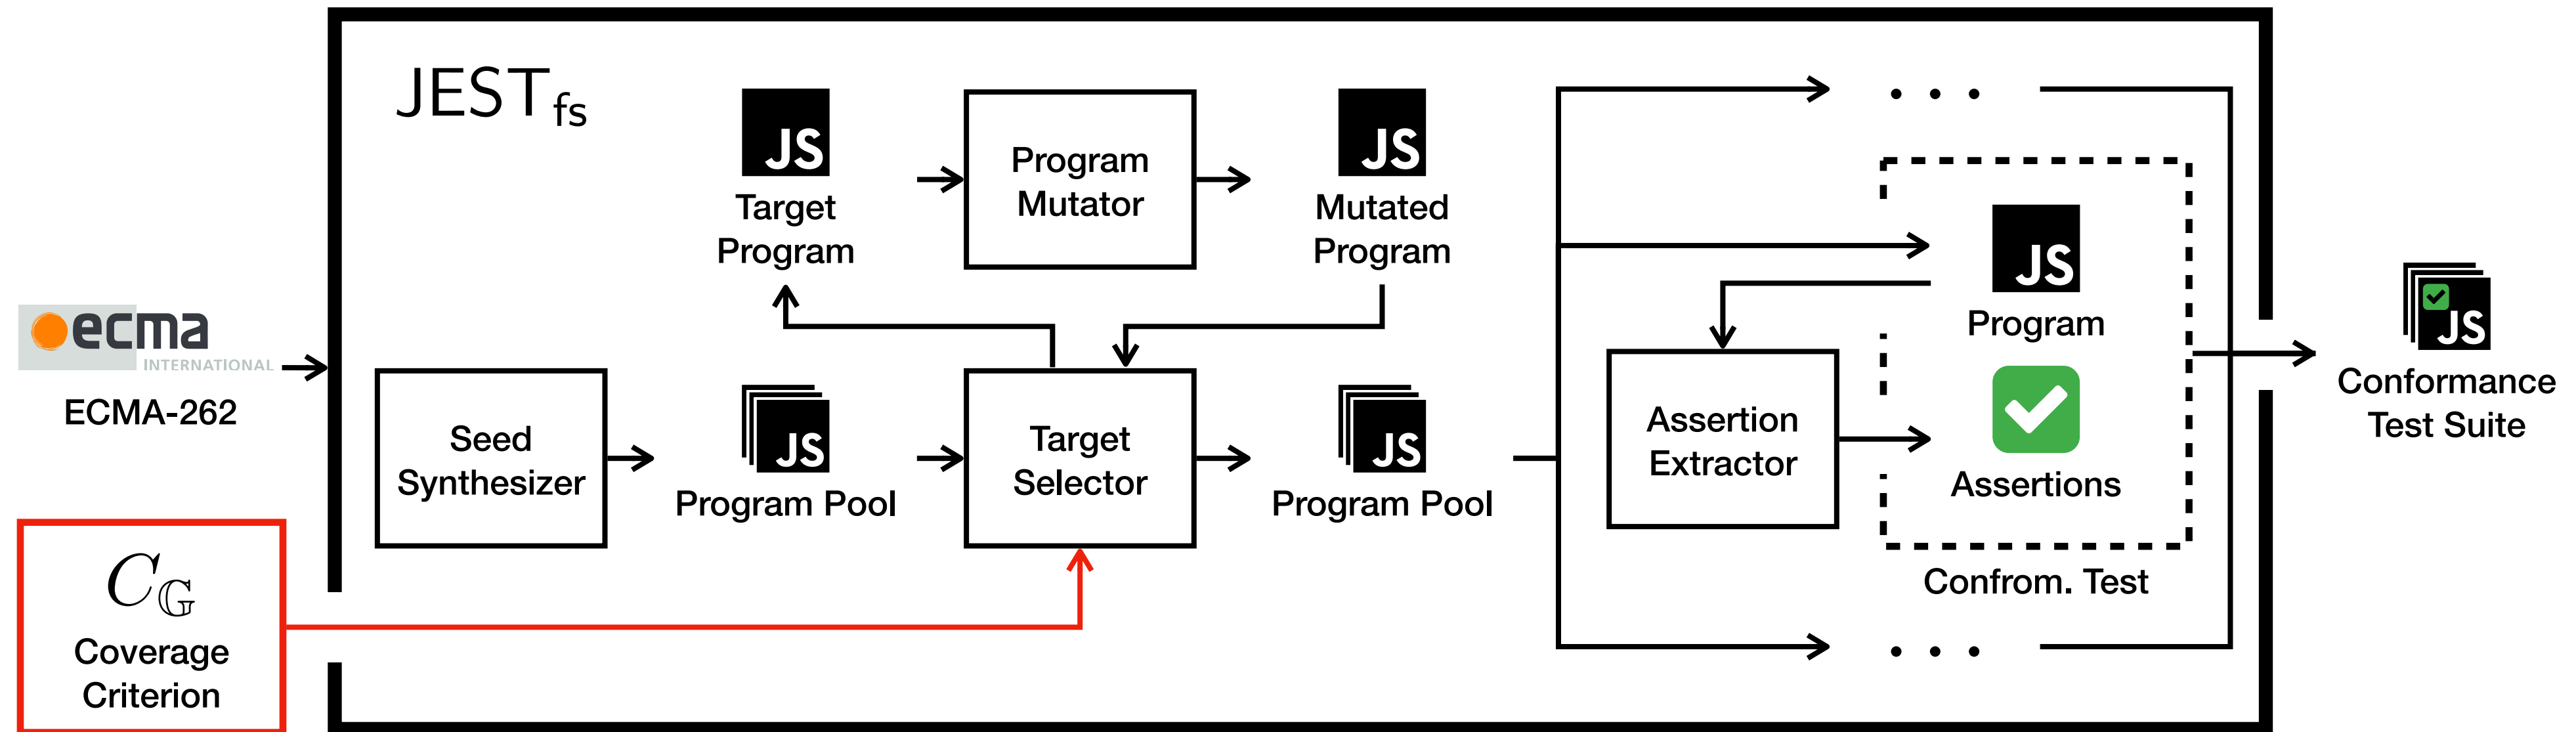 JESTfs
JS
Target
Program
Program
Mutator
JS
Mutated
Program
. . .
ecma
INTERNATIONAL
ECMA-262
Seed
Synthesizer
JS
Program Pool
Target
Selector
JS
Program Pool
Assertion
Extractor
JS
Program
Assertions
Confrom. Test
. . .
JS
Conformance
Test Suite
C𝔾
Coverage
Criterion